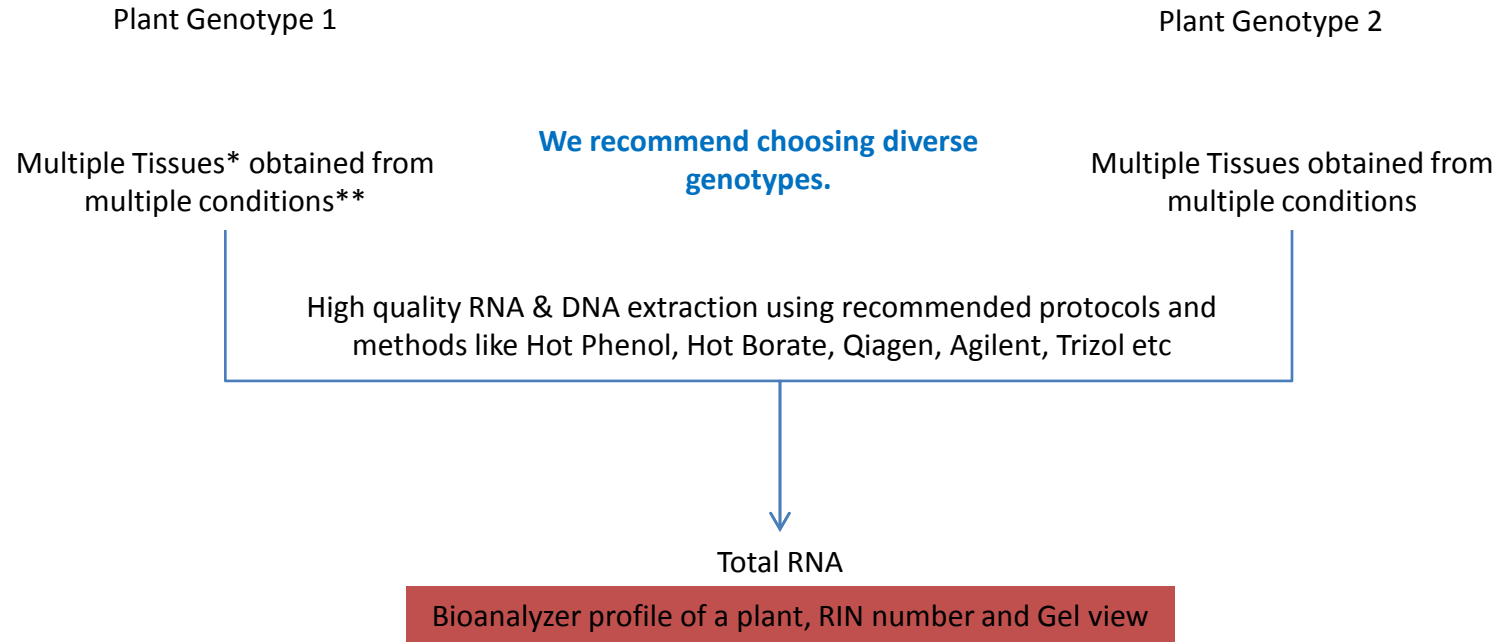 Plant Genotype 1
Plant Genotype 2
We recommend choosing diverse
genotypes.
Multiple Tissues* obtained from
multiple conditions**
Multiple Tissues obtained from
multiple conditions
High quality RNA & DNA extraction using recommended protocols and
methods like Hot Phenol, Hot Borate, Qiagen, Agilent, Trizol etc
Total RNA
Bioanalyzer profile of a plant, RIN number and Gel view